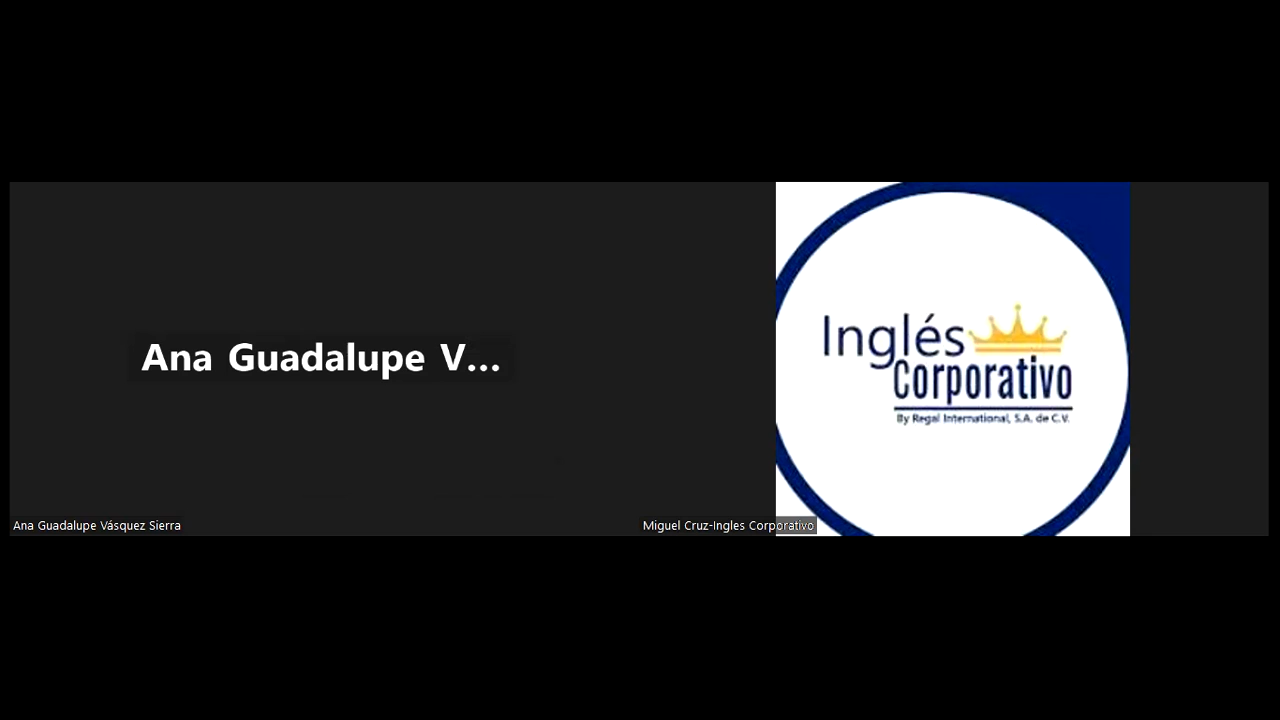 Ana Guadalupe V...
Inglés
Corporativo
By Regal International, S.A. de C.V.
Ana Guadalupe Vásquez Sierra
Miguel Cruz-Ingles Corporativo